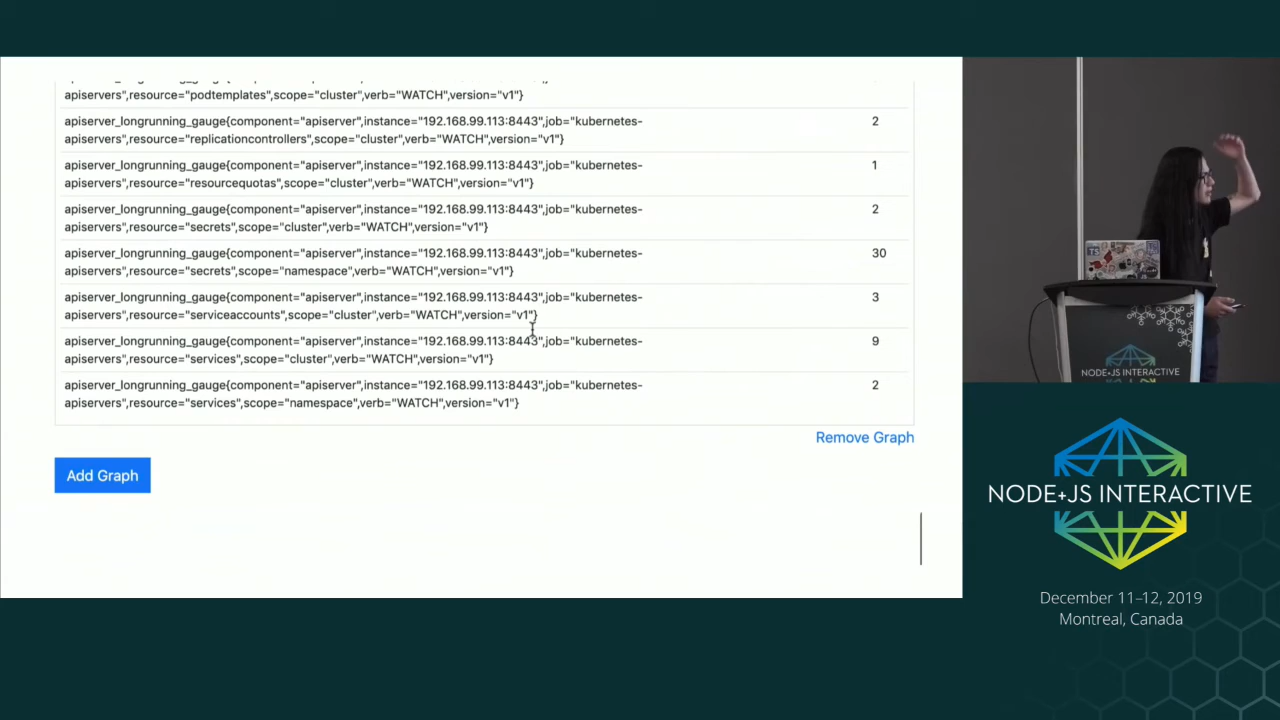 apiservers",resource="podtemplates",scope="cluster",verb="WATCH",version="v1"}
apiserver_longrunning_gauge{component="apiserver",instance="192.168.99.113:8443",job="kubernetes-
2
apiservers",resource="replicationcontrollers",scope="cluster",verb="WATCH",version="v1"}
apiserver_longrunning_gauge{component="apiserver",instance="192.168.99.113:8443",job="kubernetes-
1
apiservers",resource="resourcequotas",scope="cluster",verb="WATCH",version="v1"}
apiserver_longrunning_gauge{component="apiserver",instance="192.168.99.113:8443",job="kubernetes-
2
apiservers",resource="secrets",scope="cluster",verb="WATCH",version="v1"}
apiserver_longrunning_gauge{component="apiserver",instance="192.168.99.113:8443",job="kubernetes-
30
apiservers",resource="secrets",scope="namespace",verb="WATCH",version="v1"}
apiserver_longrunning_gauge{component="apiserver",instance="192.168.99.113:8443",job="kubernetes-
3
apiservers",resource="serviceaccounts",scope="cluster",verb="WATCH",version="v1"}
apiserver_longrunning_gauge{component="apiserver",instance="192.168.99.113:8443",job="kubernetes-
9
apiservers",resource="services",scope="cluster",verb="WATCH",version="v1"}
apiserver_longrunning_gauge{component="apiserver",instance="192.168.99.113:8443",job="kubernetes-
2
apiservers",resource="services",scope="namespace",verb="WATCH",version="v1"}
Remove Graph
Add Graph
TS
NODE+JS INTERACTIVE
NODE+JS INTERACTIVE
December 11–12, 2019
Montreal, Canada